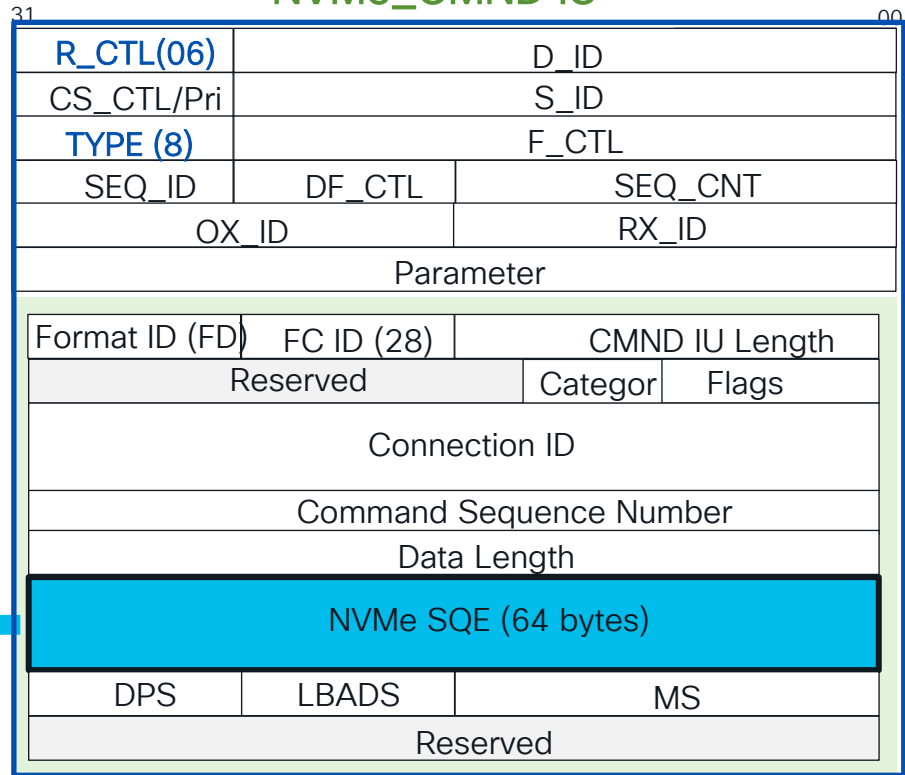 NVMe_CMND IU
31 00
R_CTL(06) D_ID
CS_CTL/Pri S_ID
TYPE (8) F_CTL
SEQ_ID DF_CTL SEQ_CNT
OX_ID RX_ID
Parameter
Format ID (FD) FC ID (28) CMND IU Length
Reserved Categor Flags
Connection ID
Command Sequence Number
Data Length
NVMe SQE (64 bytes)
DPS LBADS MS
Reserved